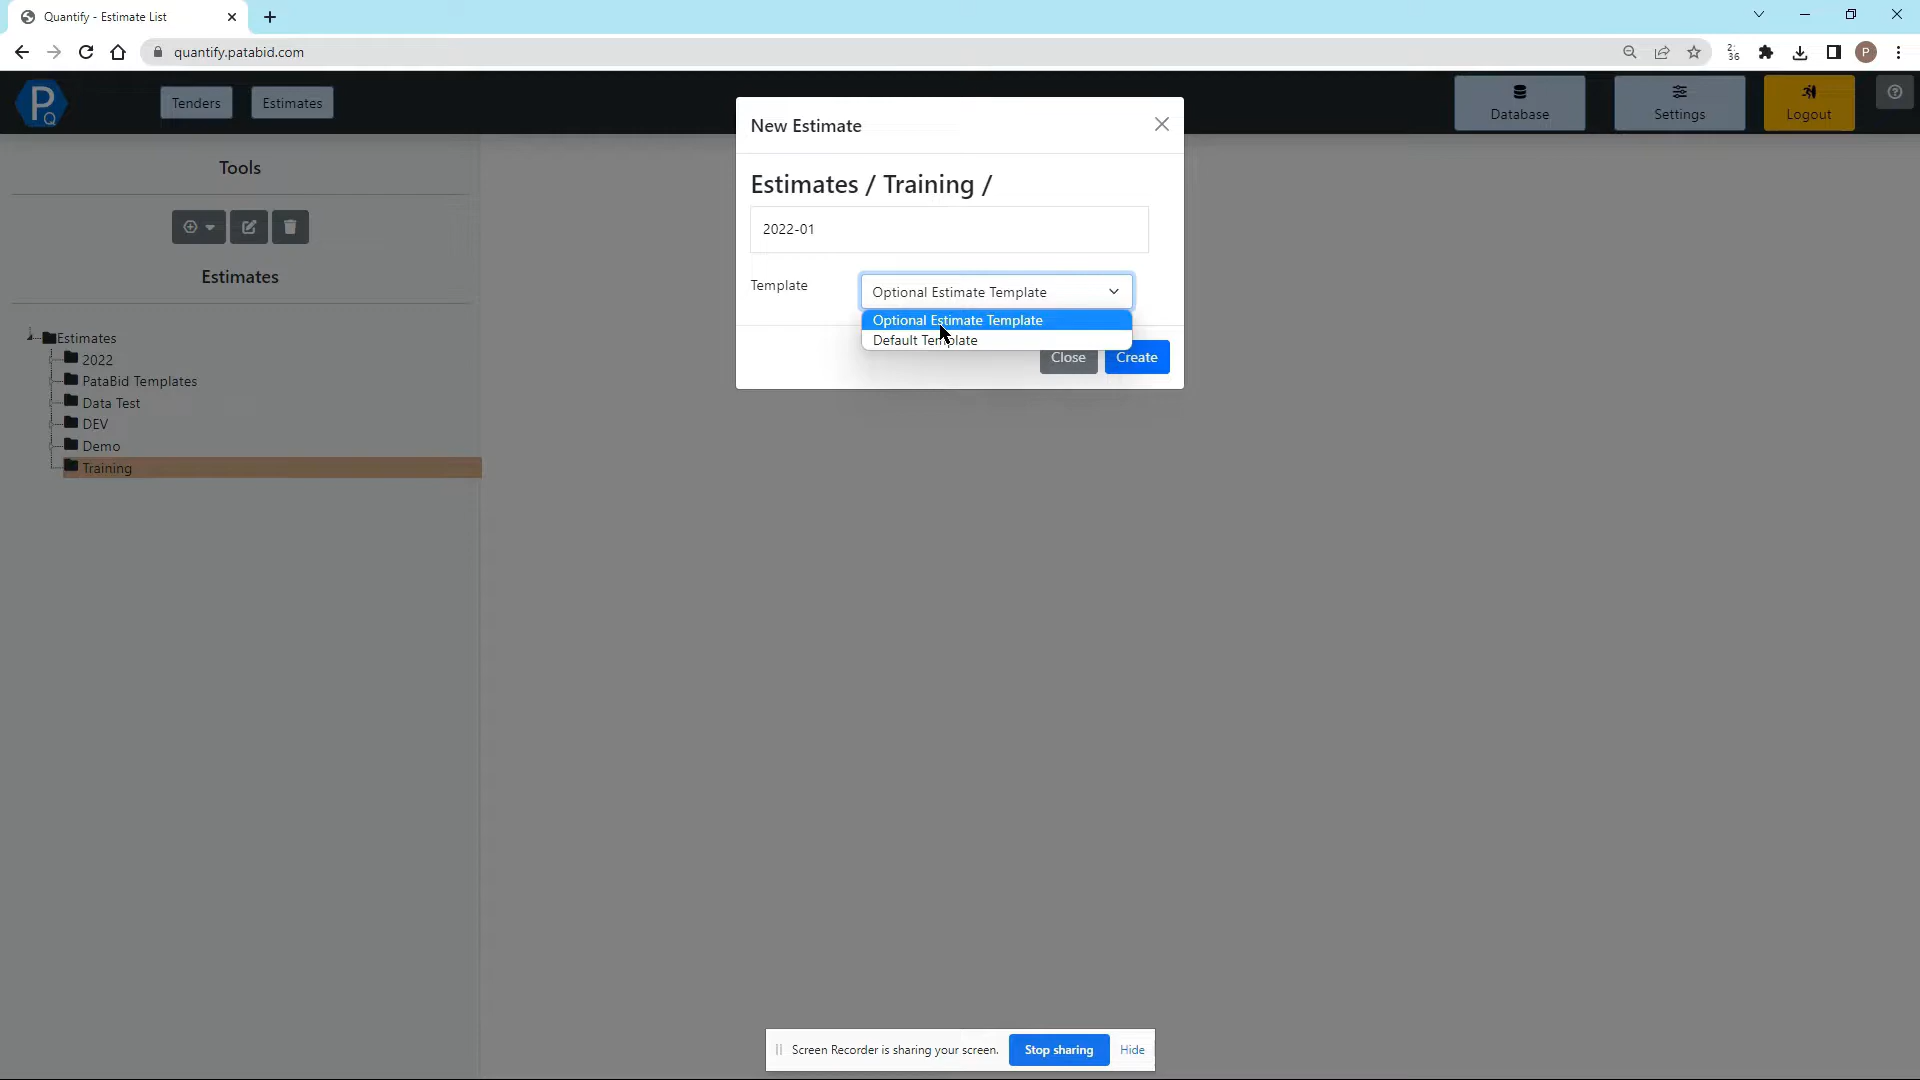 Quantify - Estimate List
quantify.patabid.com
2:
36
P
P
Q
Tenders
Estimates
Database
Settings
Logout
Tools
Estimates
Estimates
2022
PataBid Templates
Data Test
DEV
Demo
Training
New Estimate
Estimates / Training /
2022-01
Template
Optional Estimate Template
Optional Estimate Template
Default Template
Close
Create
Screen Recorder is sharing your screen.
Stop sharing
Hide